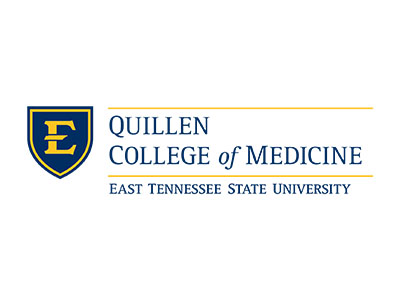 E
QUILLEN
COLLEGE of MEDICINE
EAST TENNESSEE STATE UNIVERSITY